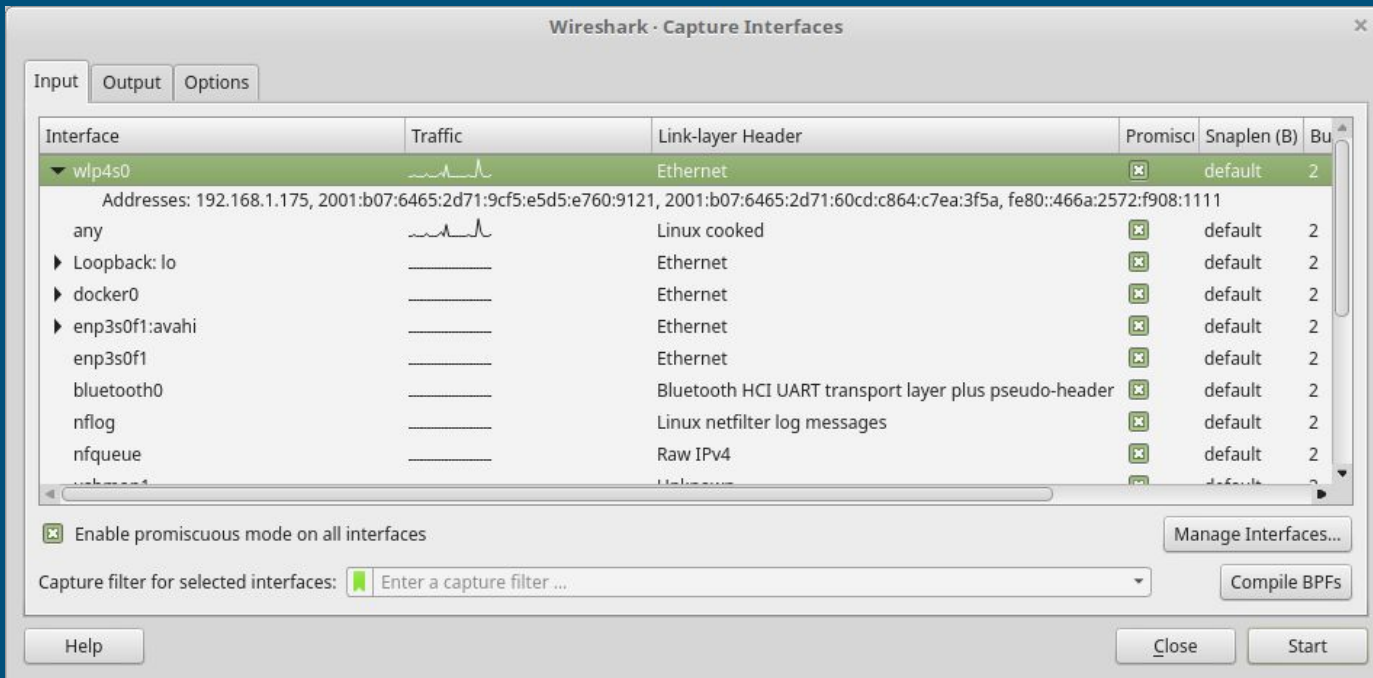 Wireshark · Capture Interfaces
Input Output Options
Interface Traffic Link-layer Header Promiscu Snaplen (B) Bu
wlp4s0 Ethernet default 2
Addresses: 192.168.1.175, 2001:b07:6465:2d71:9cf5:e5d5:e760:9121, 2001:b07:6465:2d71:60cd:c864:c7ea:3f5a, fe80::466a:2572:f908:1111
any Linux cooked default 2
Loopback: lo Ethernet default 2
docker0 Ethernet default 2
enp3s0f1:avahi Ethernet default 2
enp3s0f1 Ethernet default 2
bluetooth0 Bluetooth HCI UART transport layer plus pseudo-header default 2
nflog Linux netfilter log messages default 2
nfqueue Raw IPv4 default 2
Enable promiscuous mode on all interfaces Manage Interfaces...
Capture filter for selected interfaces: Enter a capture filter ... Compile BPFs
Help Close Start